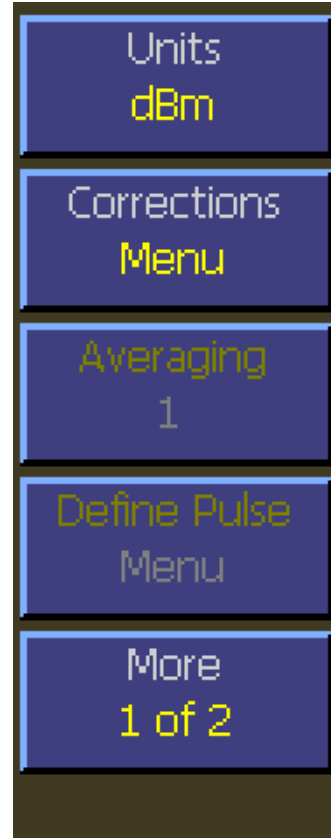 Units
dBm
Corrections
Menu
Averaging
1
Define Pulse
Menu
More
1 of 2